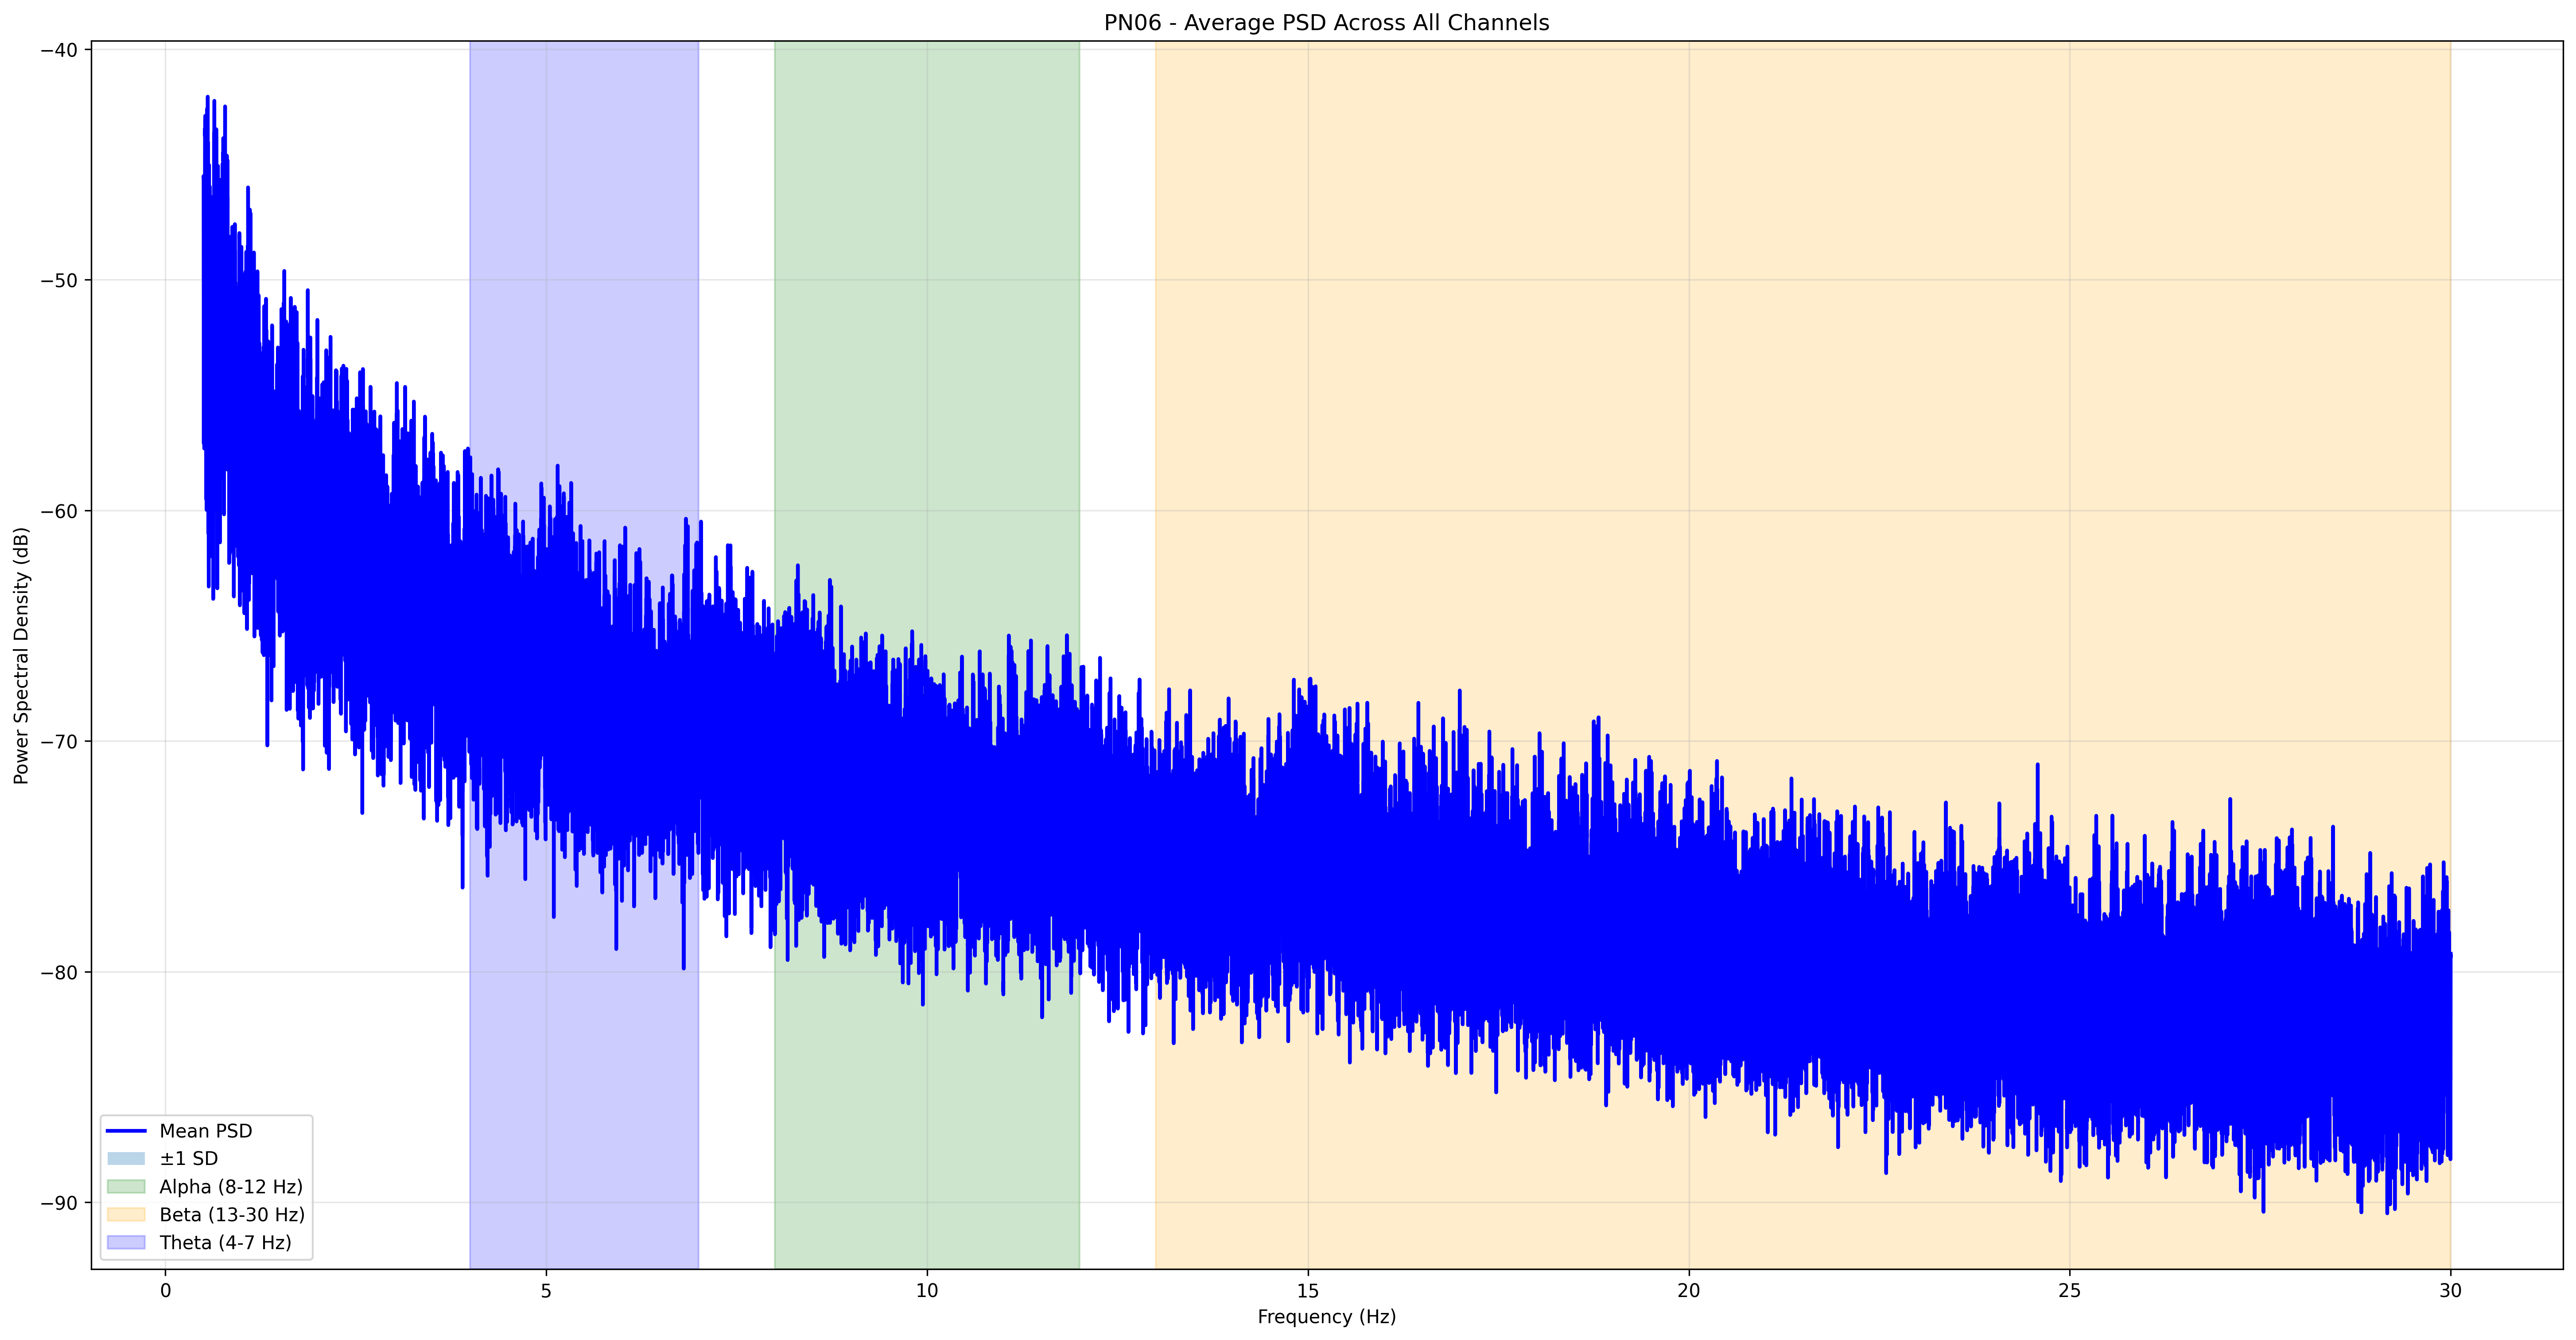 PN06 - Average PSD Across All Channels
Power Spectral Density (dB)
−40
−50
−60
−70
−80
−90
Mean PSD
±1 SD
Alpha (8-12 Hz)
Beta (13-30 Hz)
Theta (4-7 Hz)
0 5 10 15 20 25 30
Frequency (Hz)